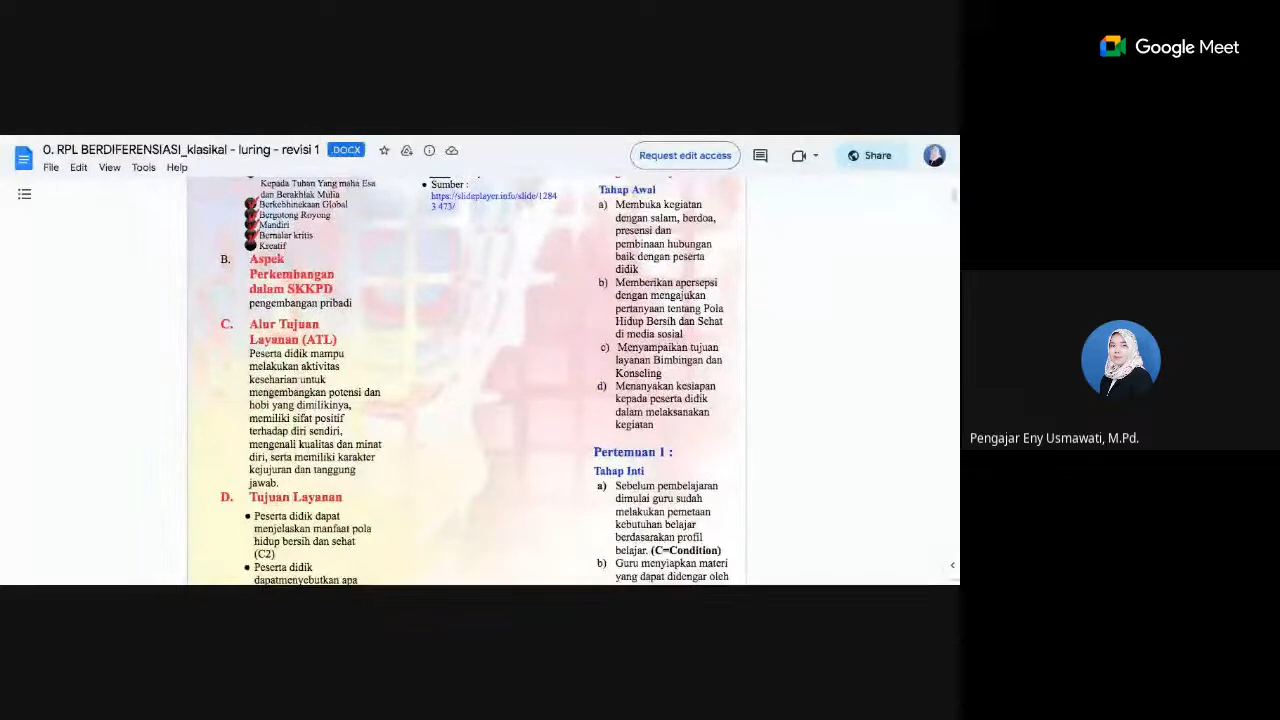 Google Meet
0. RPL BERDIFERENSIASI_klasikal - luring - revisi 1 .DOCX
File Edit View Tools Help
Request edit access
Share
Kepada Tuhan Yang maha Esa
dan Berakhlak Mulia
Berkebhinekaan Global
Bergotong Royong
Mandiri
Bernalar kritis
Kreatif
B. Aspek
Perkembangan
dalam SKKPD
pengembangan pribadi
C. Alur Tujuan
Layanan (ATL)
Peserta didik mampu
melakukan aktivitas
keseharian untuk
mengembangkan potensi dan
hobi yang dimilikinya,
memiliki sifat positif
terhadap diri sendiri,
mengenali kualitas dan minat
diri, serta memiliki karakter
kejujuran dan tanggung
jawab.
D. Tujuan Layanan
• Peserta didik dapat
menjelaskan manfaat pola
hidup bersih dan sehat
(C2)
• Peserta didik
dapatmenyebutkan apa
• Sumber :
https://slideplayer.info/slide/1284
3 473/
Tahap Awal
a) Membuka kegiatan
dengan salam, berdoa,
presensi dan
pembinaan hubungan
baik dengan peserta
didik
b) Memberikan apersepsi
dengan mengajukan
pertanyaan tentang Pola
Hidup Bersih dan Sehat
di media sosial
c) Menyampaikan tujuan
layanan Bimbingan dan
Konseling
d) Menanyakan kesiapan
kepada peserta didik
dalam melaksanakan
kegiatan
Pertemuan 1 :
Tahap Inti
a) Sebelum pembelajaran
dimulai guru sudah
melakukan pemetaan
kebutuhan belajar
berdasarakan profil
belajar. (C=Condition)
b) Guru menyiapkan materi
yang dapat didengar oleh
Pengajar Eny Usmawati, M.Pd.